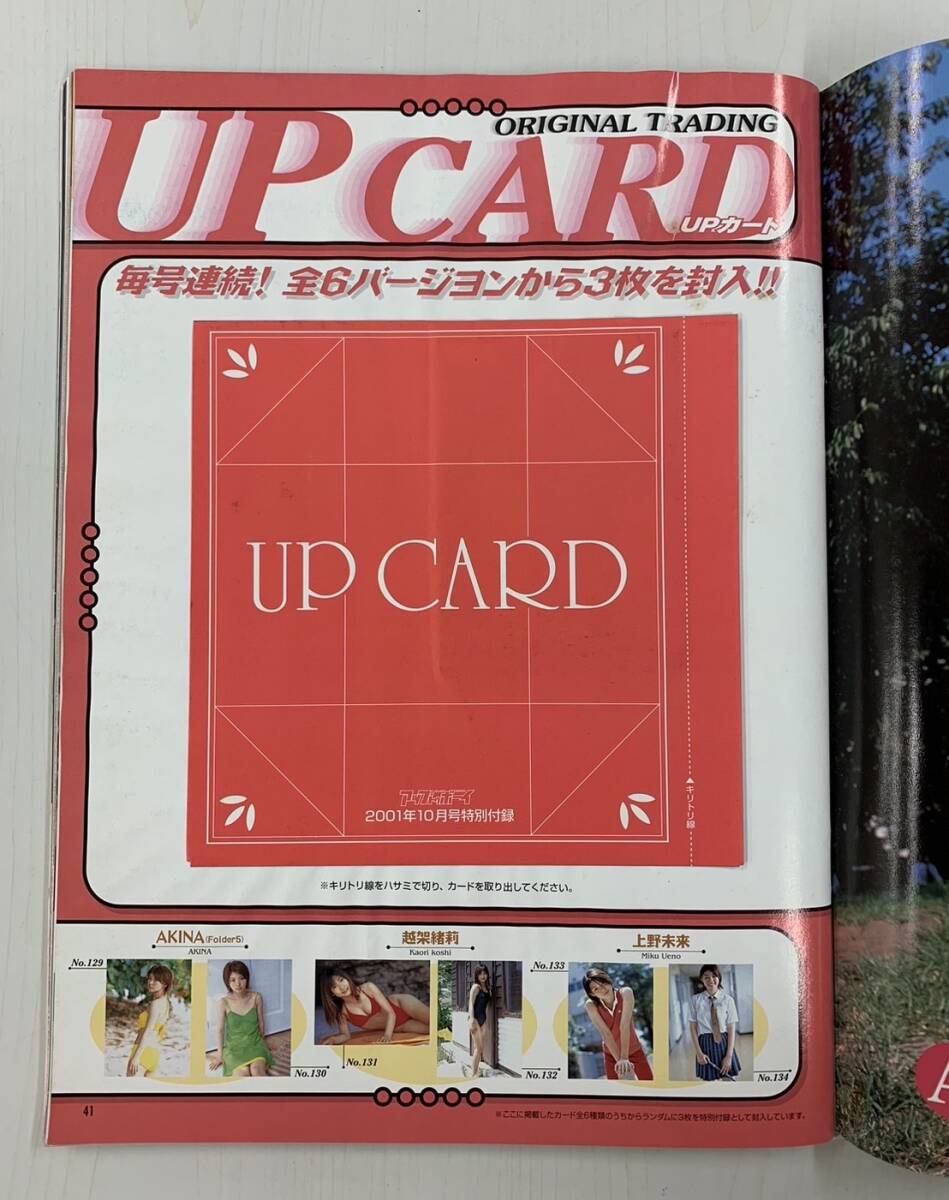 ORIGINAL TRADING
UP CARD
UPカード
毎号連続! 全6バージヨンから3枚を封入!!
UP CARD
アップトゥボーイ
2001年10月号特別付録
▲キリトリ線
※キリトリ線をハサミで切り、カードを取り出してください。
AKINA(Folder5)
AKINA
No.129
No.130
越架緒莉
Kaori koshi
No.131
No.132
上野未来
Miku Ueno
No.133
No.134
41
※ここに掲載したカード全6種類のうちからランダムに3枚を特別付録として封入しています。
A